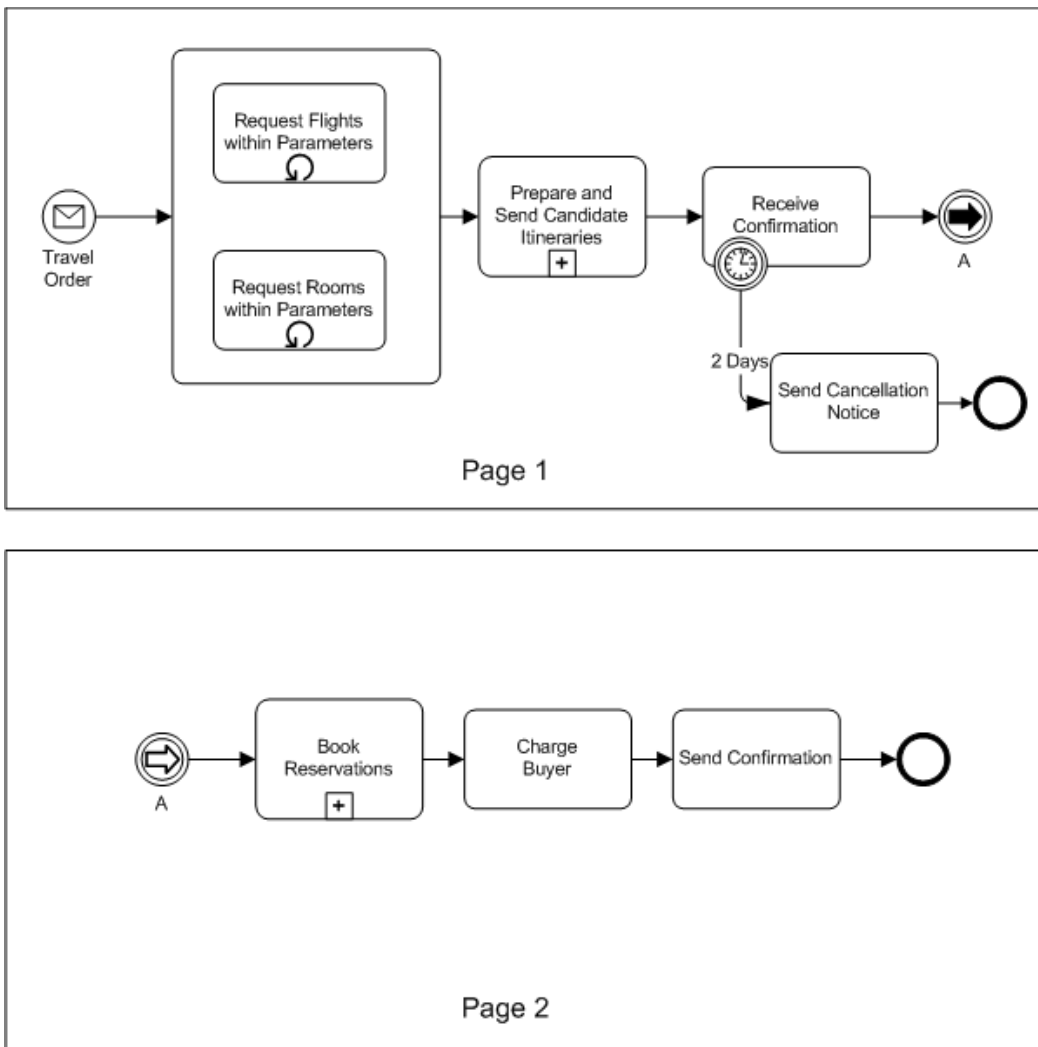 Request Flights
within Parameters
Request Rooms
within Parameters
Travel
Order
Prepare and
Send Candidate
Itineraries
Receive
Confirmation
A
2 Days
Send Cancellation
Notice
Page 1
A
Book
Reservations
Charge
Buyer
Send Confirmation
Page 2